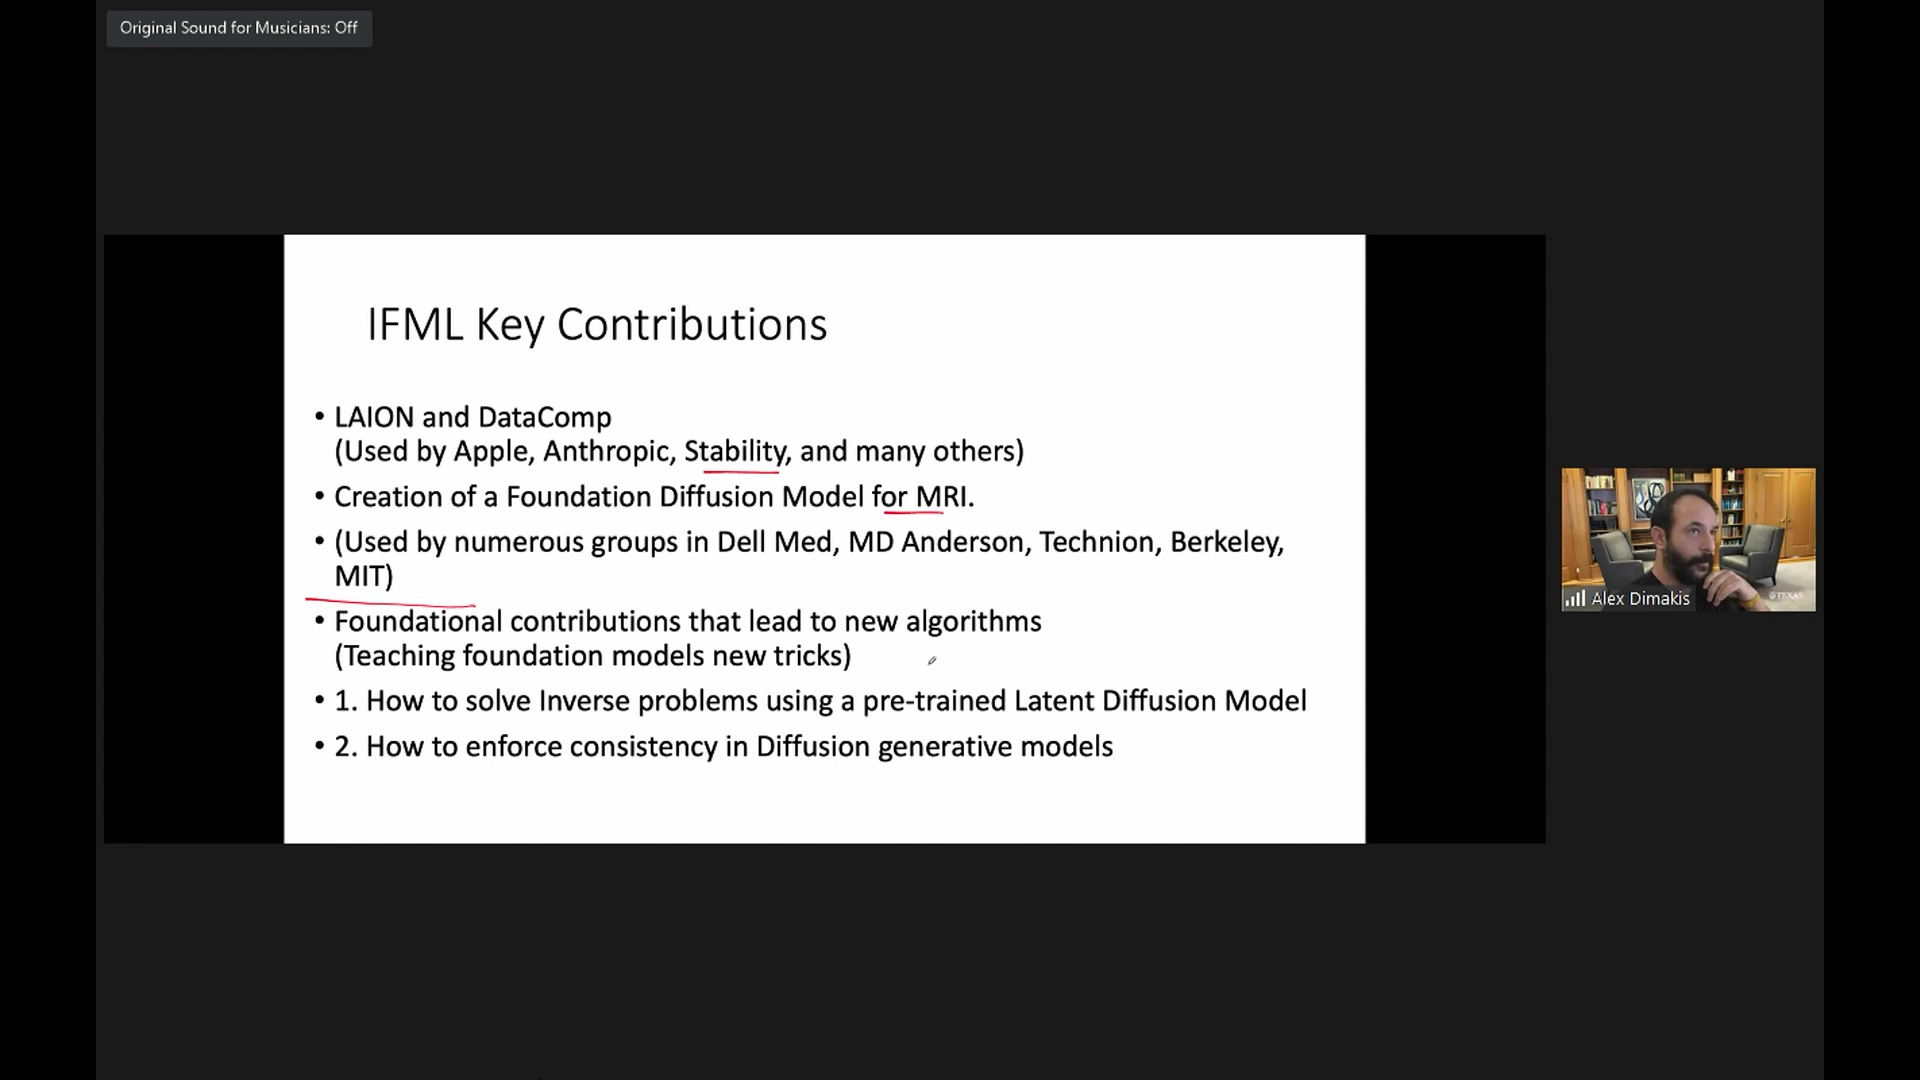 Original Sound for Musicians: Off
IFML Key Contributions
• LAION and DataComp
(Used by Apple, Anthropic, Stability, and many others)
• Creation of a Foundation Diffusion Model for MRI.
• (Used by numerous groups in Dell Med, MD Anderson, Technion, Berkeley,
MIT)
• Foundational contributions that lead to new algorithms
(Teaching foundation models new tricks)
• 1. How to solve Inverse problems using a pre-trained Latent Diffusion Model
• 2. How to enforce consistency in Diffusion generative models
Alex Dimakis
TEXAS